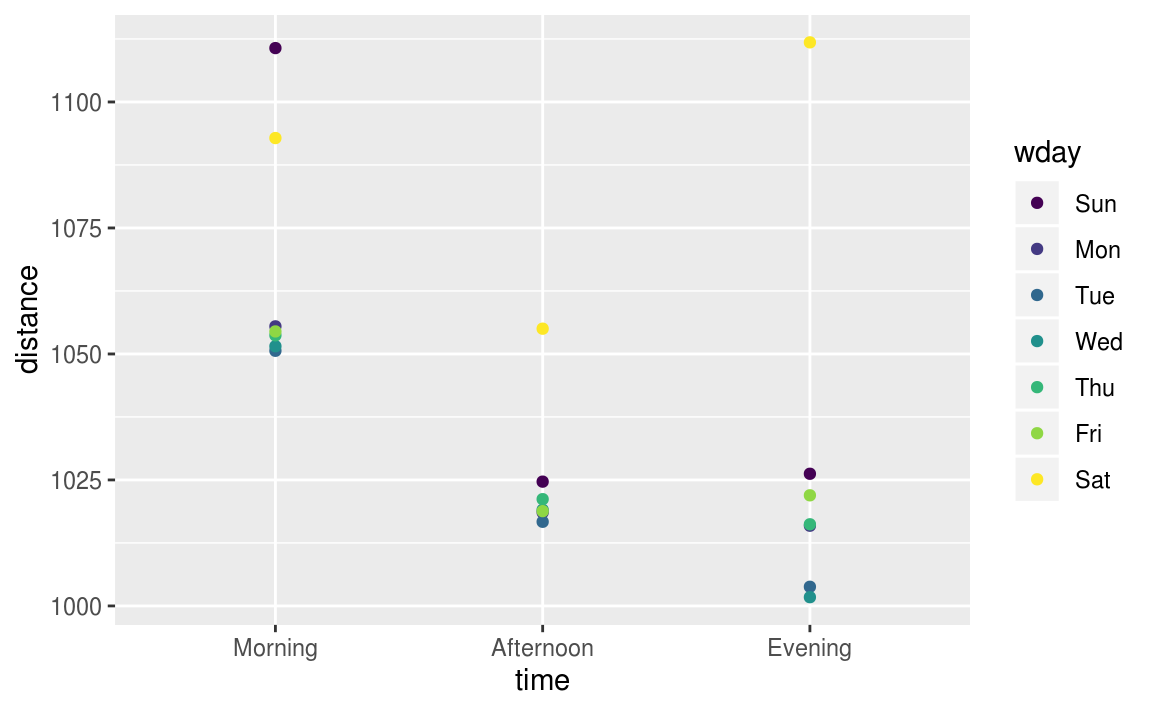 1100
1075
1050
1025
1000
distance
Morning Afternoon Evening
time
wday
Sun
Mon
Tue
Wed
Thu
Fri
Sat